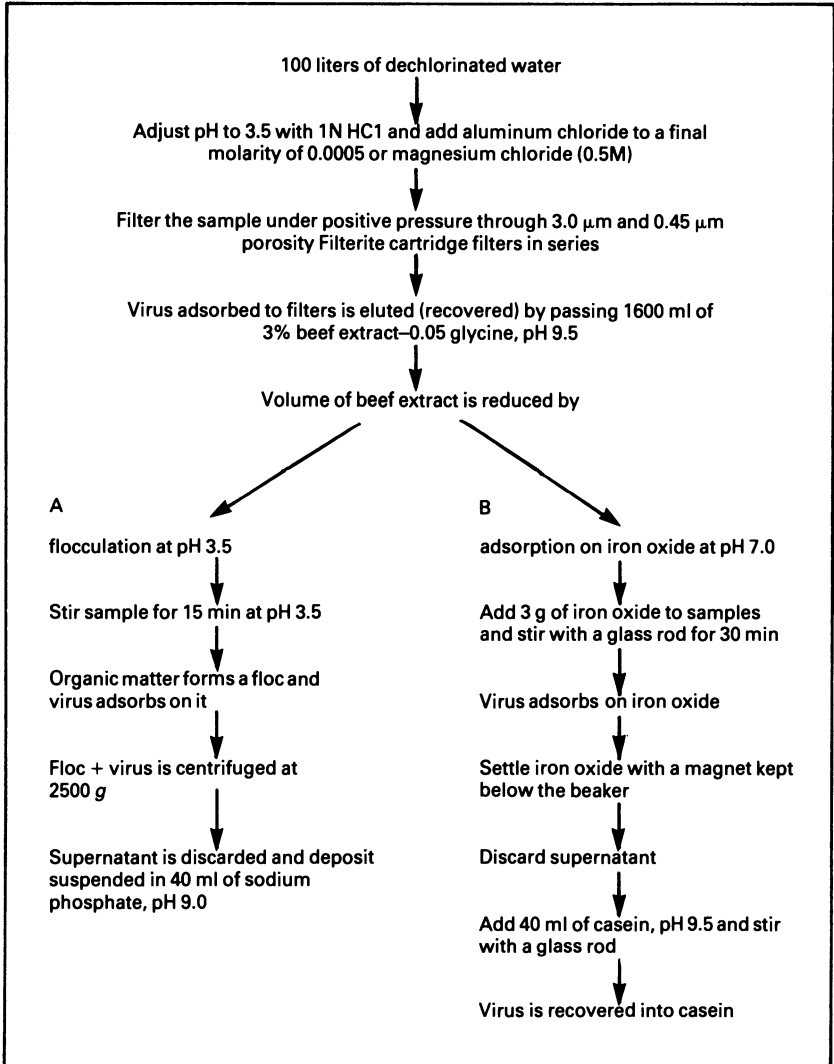 100 liters of dechlorinated water
Adjust pH to 3.5 with 1N HC1 and add aluminum chloride to a final
molarity of 0.0005 or magnesium chloride (0.5M)
Filter the sample under positive pressure through 3.0 μm and 0.45 μm
porosity Filterite cartridge filters in series
Virus adsorbed to filters is eluted (recovered) by passing 1600 ml of
3% beef extract–0.05 glycine, pH 9.5
Volume of beef extract is reduced by
A
flocculation at pH 3.5
Stir sample for 15 min at pH 3.5
Organic matter forms a floc and
virus adsorbs on it
Floc + virus is centrifuged at
2500 g
Supernatant is discarded and deposit
suspended in 40 ml of sodium
phosphate, pH 9.0
B
adsorption on iron oxide at pH 7.0
Add 3 g of iron oxide to samples
and stir with a glass rod for 30 min
Virus adsorbs on iron oxide
Settle iron oxide with a magnet kept
below the beaker
Discard supernatant
Add 40 ml of casein, pH 9.5 and stir
with a glass rod
Virus is recovered into casein